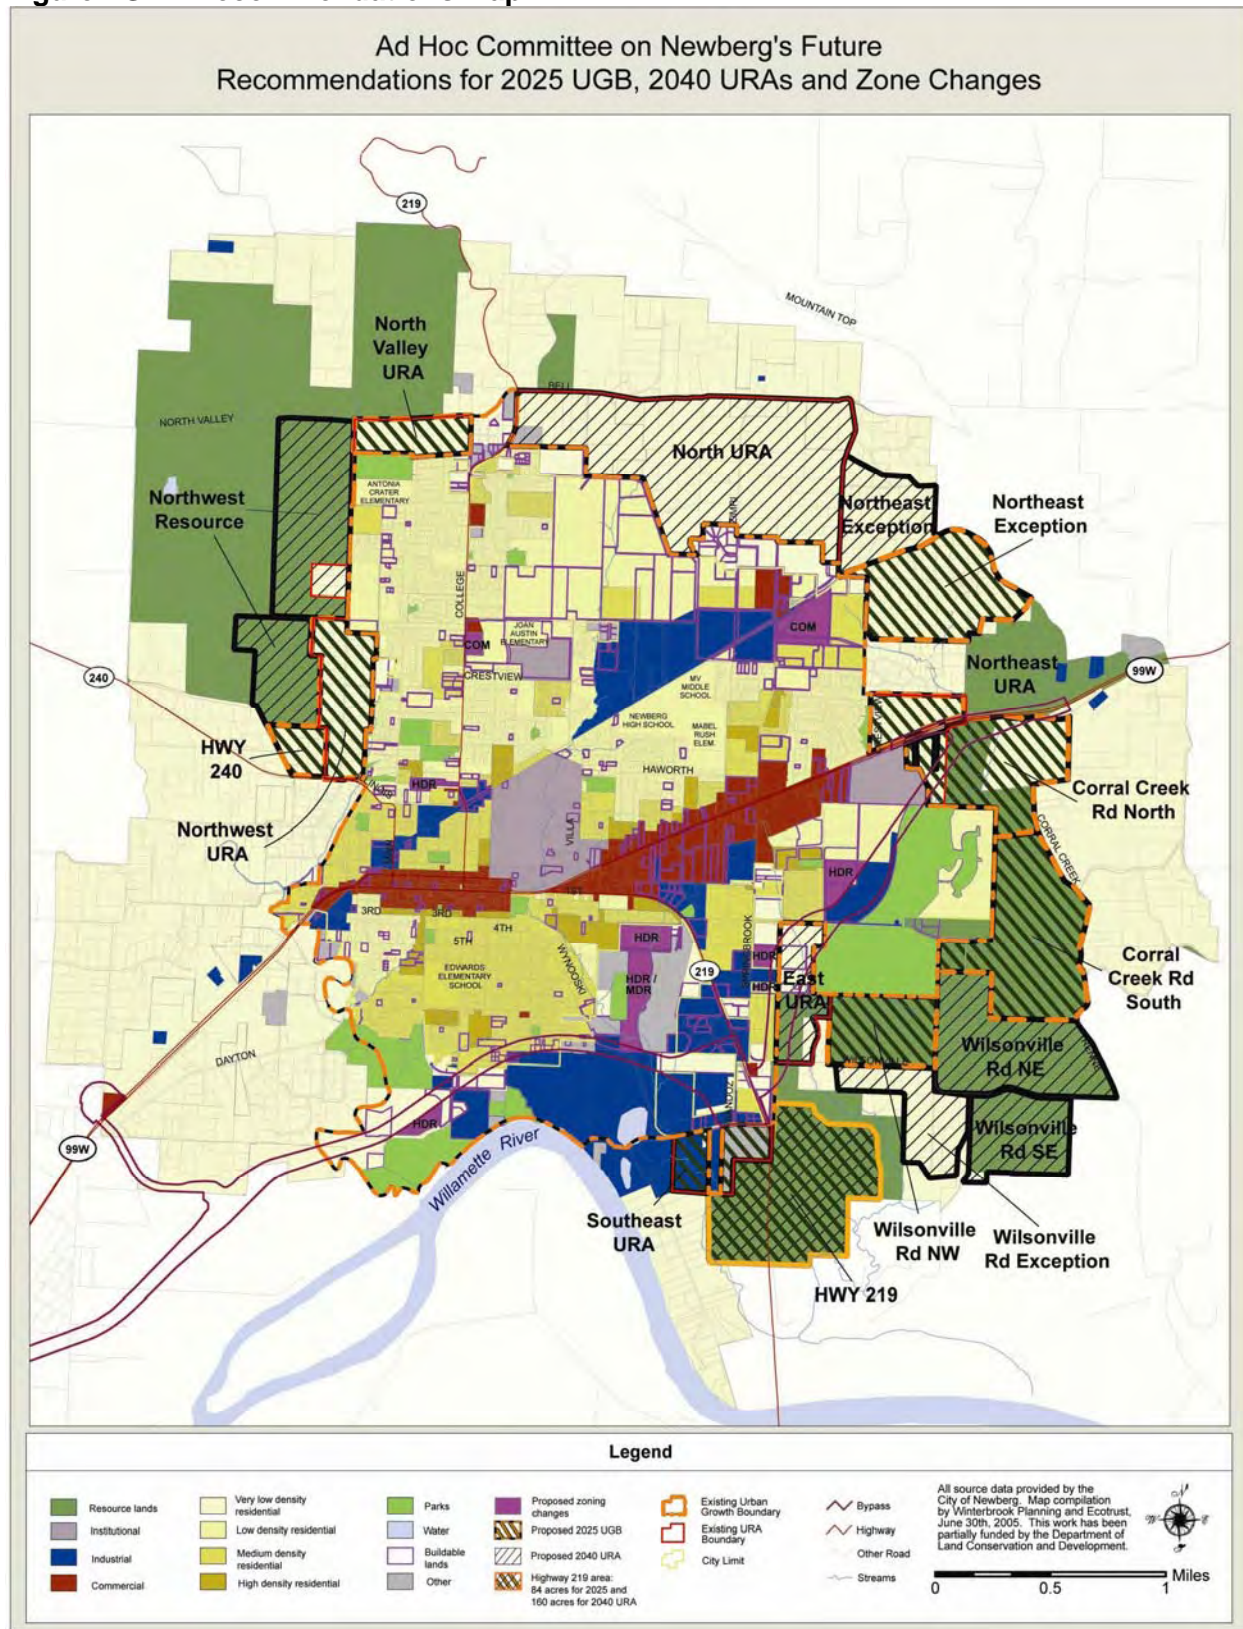 Ad Hoc Committee on Newberg's Future
Recommendations for 2025 UGB, 2040 URAs and Zone Changes
219
MOUNTAIN TOP
North
Valley
URA
BELL
NORTH VALLEY
North URA
ANTONIA
CRATER
ELEMENTARY
Northwest
Resource
Northeast
Exception
Northeast
Exception
ZIMRI
COLLEGE
COM
JOAN
AUSTIN
ELEMENTARY
COM
CRESTVIEW
Northeast
URA
99W
240
MV
MIDDLE
SCHOOL
NEWBERG
HIGH SCHOOL
MABEL
RUSH
ELEM.
HWY
240
HAWORTH
HDR
Corral Creek
Rd North
Northwest
URA
VILLA
CORRAL CREEK
HDR
1ST
3RD
3RD
4TH
5TH
HDR
WYNOOSKI
SPRINGBROOK
EDWARDS
ELEMENTARY
SCHOOL
HDR /
MDR
219
HDR
HDR
East
URA
Corral
Creek Rd
South
DAYTON
WILSONVILLE
Wilsonville
Rd NE
HDR
Wilsonville
Rd SE
99W
Willamette River
Southeast
URA
Wilsonville
Rd NW
Wilsonville
Rd Exception
HWY 219
Legend
Resource lands
Institutional
Industrial
Commercial
Very low density
residential
Low density residential
Medium density
residential
High density residential
Parks
Water
Buildable
lands
Other
Proposed zoning
changes
Proposed 2025 UGB
Proposed 2040 URA
Highway 219 area:
84 acres for 2025 and
160 acres for 2040 URA
Existing Urban
Growth Boundary
Existing URA
Boundary
City Limit
Bypass
Highway
Other Road
Streams
All source data provided by the
City of Newberg. Map compilation
by Winterbrook Planning and Ecotrust,
June 30th, 2005. This work has been
partially funded by the Department of
Land Conservation and Development.
N
W
E
S
0 0.5 1 Miles